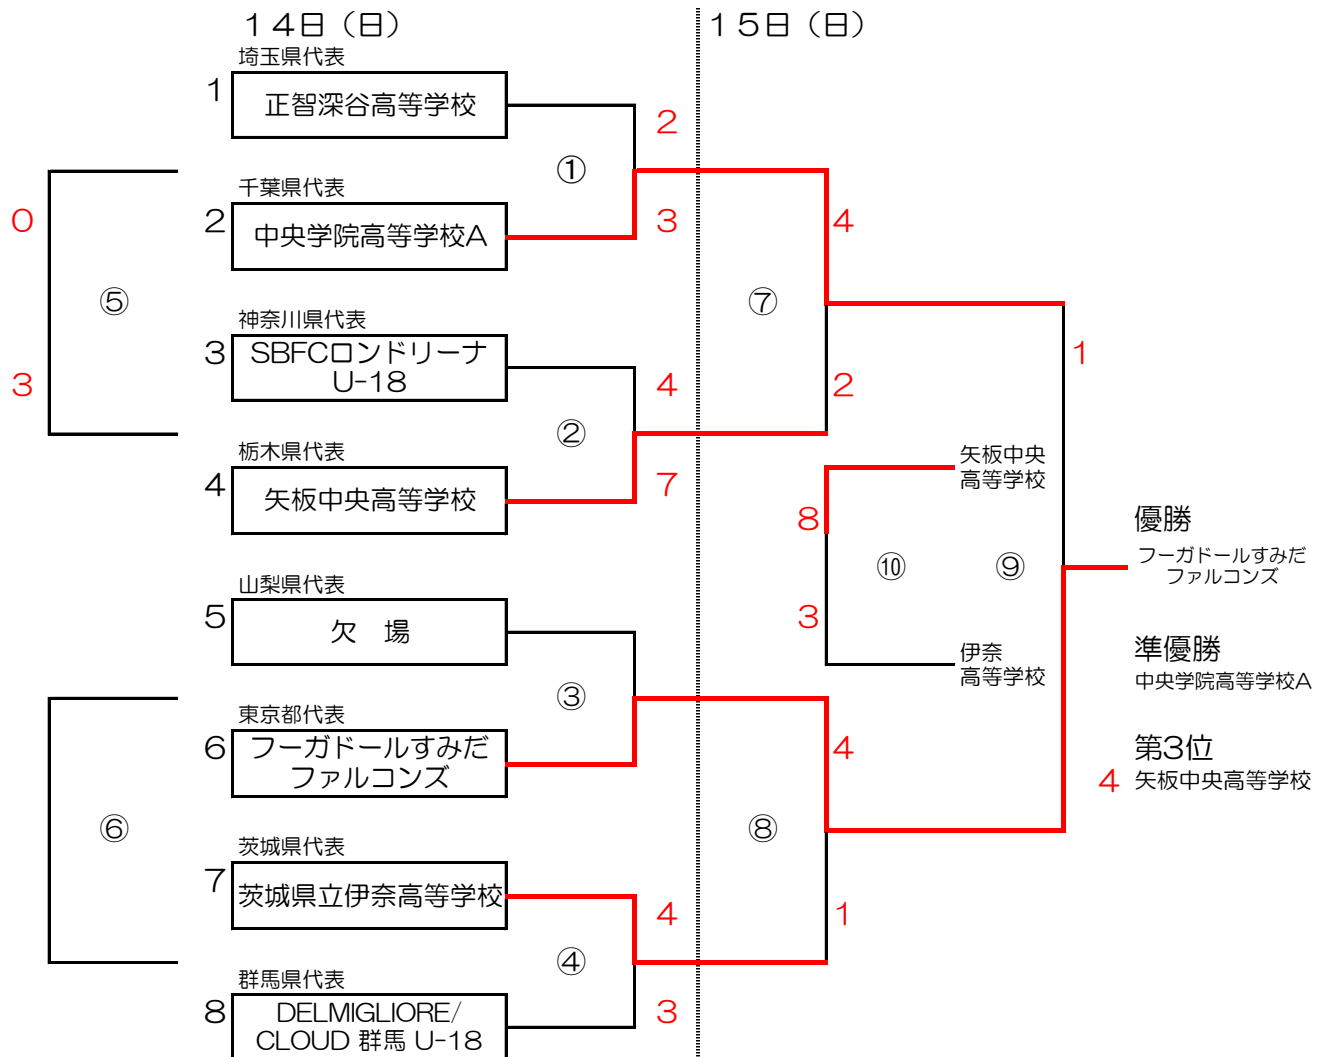 １４日（日）
１５日（日）
埼玉県代表
1
正智深谷高等学校
2
①
千葉県代表
2
中央学院高等学校A
3
4
0
⑤
3
⑦
神奈川県代表
3
SBFCロンドリーナ
U-18
4
2
1
②
栃木県代表
4
矢板中央高等学校
7
矢板中央
高等学校
8
⑩
⑨
3
伊奈
高等学校
優勝
フーガドールすみだ
ファルコンズ
準優勝
中央学院高等学校A
第3位
4
矢板中央高等学校
山梨県代表
5
欠　場
③
東京都代表
6
フーガドールすみだ
ファルコンズ
4
⑥
⑧
茨城県代表
7
茨城県立伊奈高等学校
4
1
④
群馬県代表
8
DELMIGLIORE/
CLOUD 群馬 U-18
3